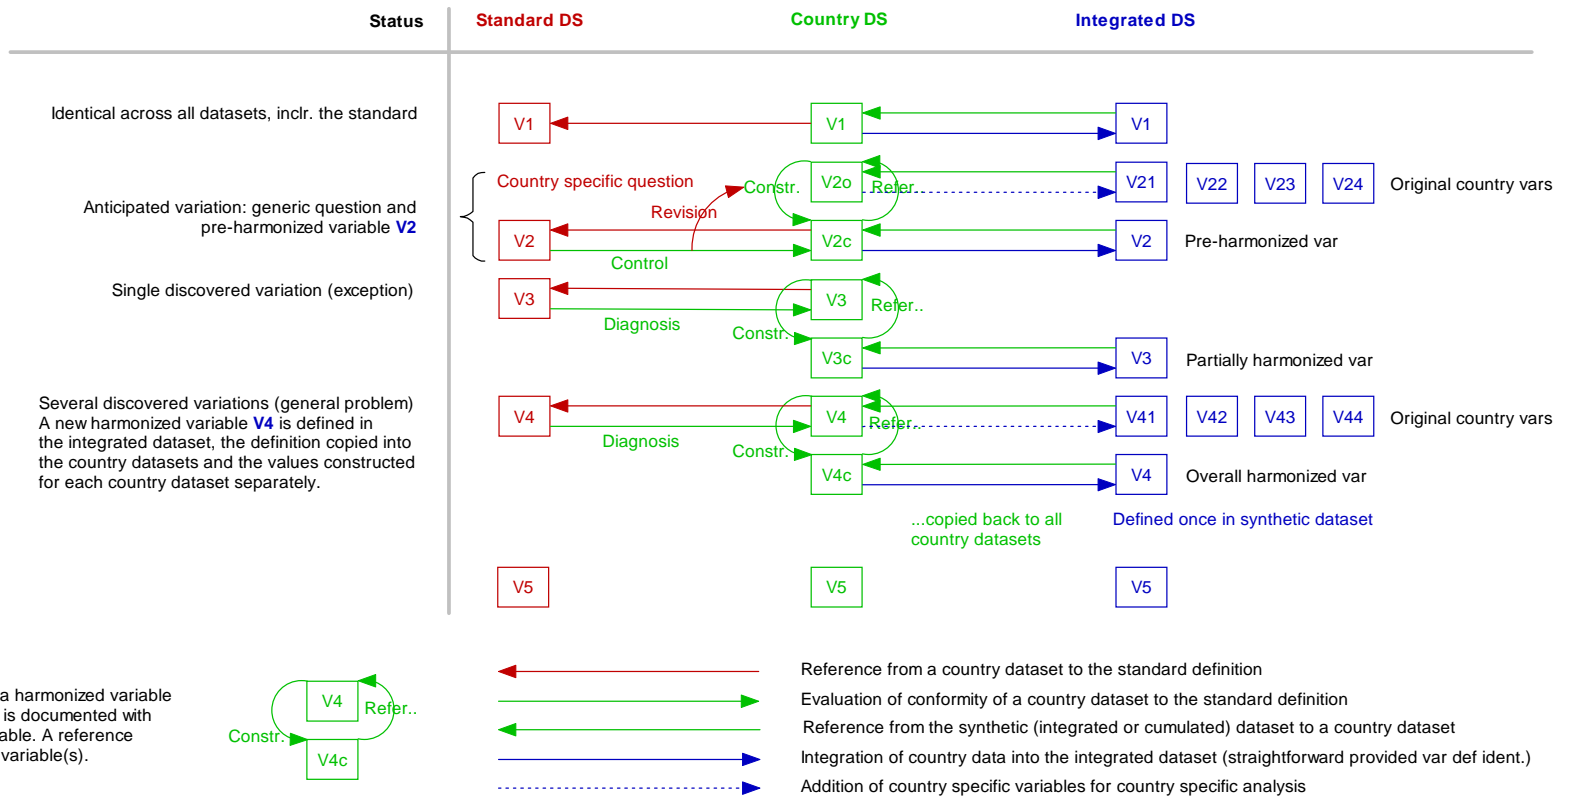 Status
Standard DS
Country DS
Integrated DS
Identical across all datasets, inclr. the standard
V1
V1
V1
Anticipated variation: generic question and
pre-harmonized variable V2
Country specific question
Revision
Constr.
V2o
Refer..
V21
V22
V23
V24
Original country vars
V2
Control
V2c
V2
Pre-harmonized var
Single discovered variation (exception)
V3
Diagnosis
V3
Refer..
Constr.
V3c
V3
Partially harmonized var
Several discovered variations (general problem)
A new harmonized variable V4 is defined in
the integrated dataset, the definition copied into
the country datasets and the values constructed
for each country dataset separately.
V4
Diagnosis
V4
Refer..
Constr.
V41
V42
V43
V44
Original country vars
V4c
V4
Overall harmonized var
...copied back to all
country datasets
Defined once in synthetic dataset
V5
V5
V5
a harmonized variable
is documented with
able. A reference
variable(s).
V4
Refer..
Constr.
V4c
Reference from a country dataset to the standard definition
Evaluation of conformity of a country dataset to the standard definition
Reference from the synthetic (integrated or cumulated) dataset to a country dataset
Integration of country data into the integrated dataset (straightforward provided var def ident.)
Addition of country specific variables for country specific analysis